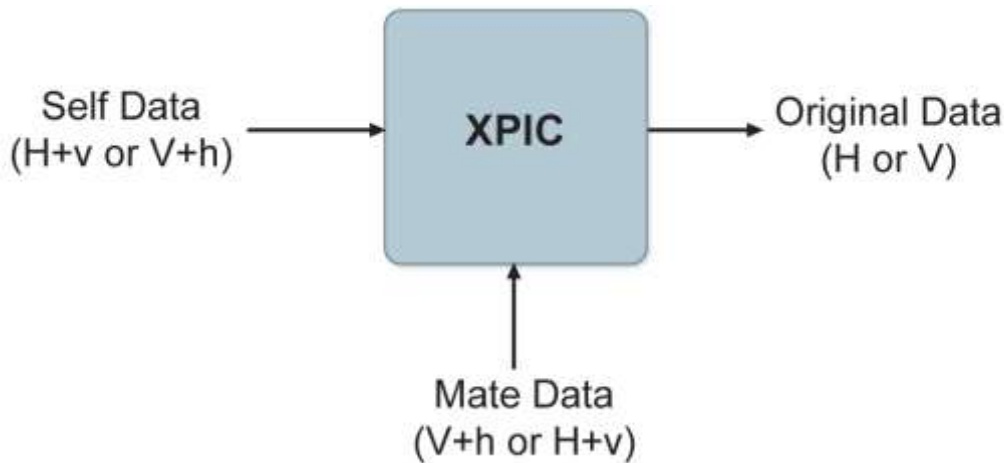 Self Data
(H+v or V+h)
XPIC
Original Data
(H or V)
Mate Data
(V+h or H+v)